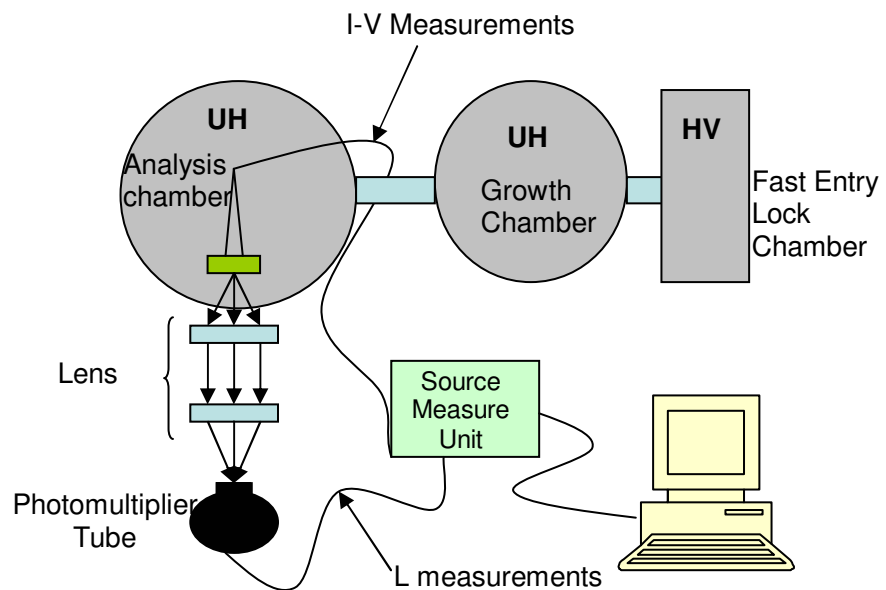 I-V Measurements
UH
Analysis
chamber
UH
Growth
Chamber
HV
Fast Entry
Lock
Chamber
Lens
Source
Measure
Unit
Photomultiplier
Tube
L measurements